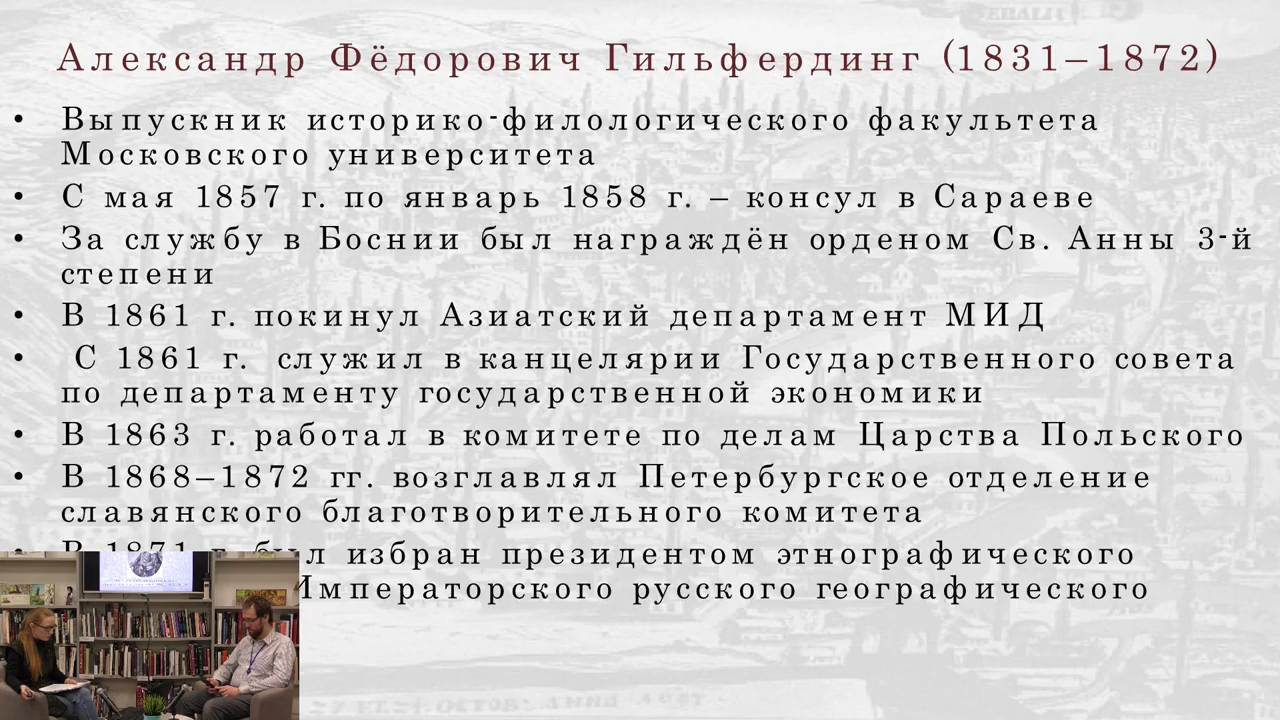 Александр Фёдорович Гильфердинг (1831–1872)
• Выпускник историко-филологического факультета
Московского университета
• С мая 1857 г. по январь 1858 г. – консул в Сараеве
• За службу в Боснии был награждён орденом Св. Анны 3-й
степени
• В 1861 г. покинул Азиатский департамент МИД
• С 1861 г. служил в канцелярии Государственного совета
по департаменту государственной экономики
• В 1863 г. работал в комитете по делам Царства Польского
• В 1868–1872 гг. возглавлял Петербургское отделение
славянского благотворительного комитета
• В 1871 г. был избран президентом этнографического
Императорского русского географического